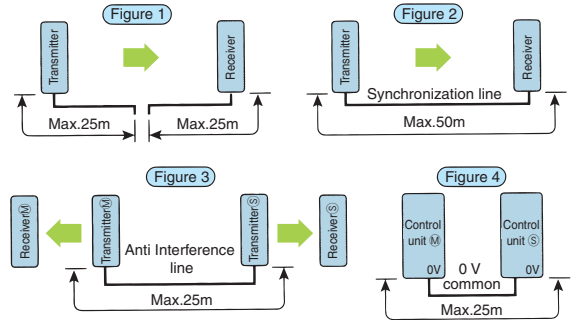 Figure 1
Transmitter
Receiver
Max.25m
Max.25m
Figure 2
Transmitter
Receiver
Synchronization line
Max.50m
Figure 3
ReceiverⓂ
TransmitterⓂ
TransmitterⓈ
ReceiverⓈ
Anti Interference
line
Max.25m
Figure 4
Control
unit Ⓜ
0V
Control
unit Ⓢ
0V
0 V
common
Max.25m